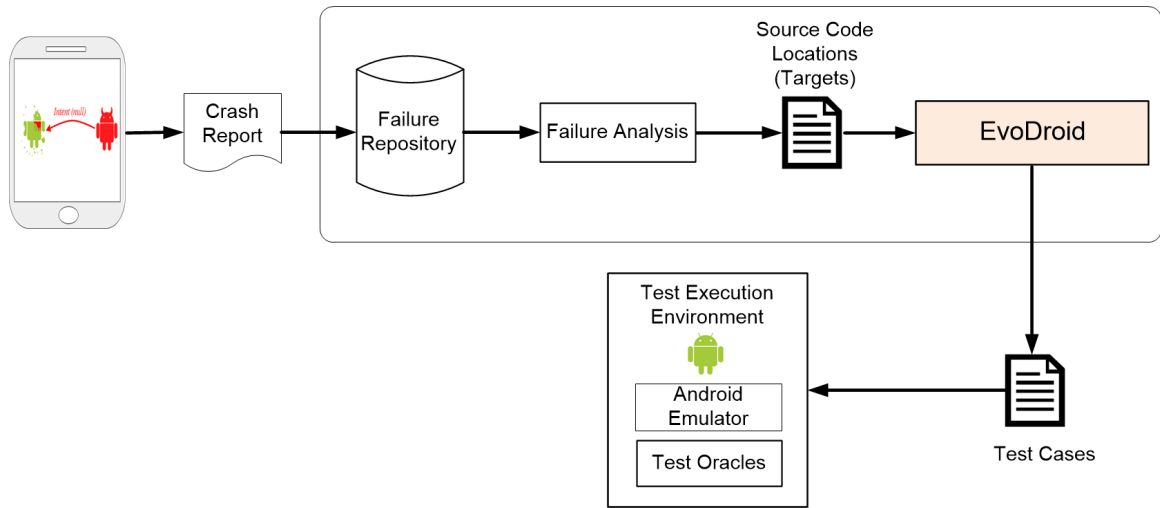 Intent (null)
Crash
Report
Failure
Repository
Failure Analysis
Source Code
Locations
(Targets)
EvoDroid
Test Execution
Environment
Android
Emulator
Test Oracles
Test Cases